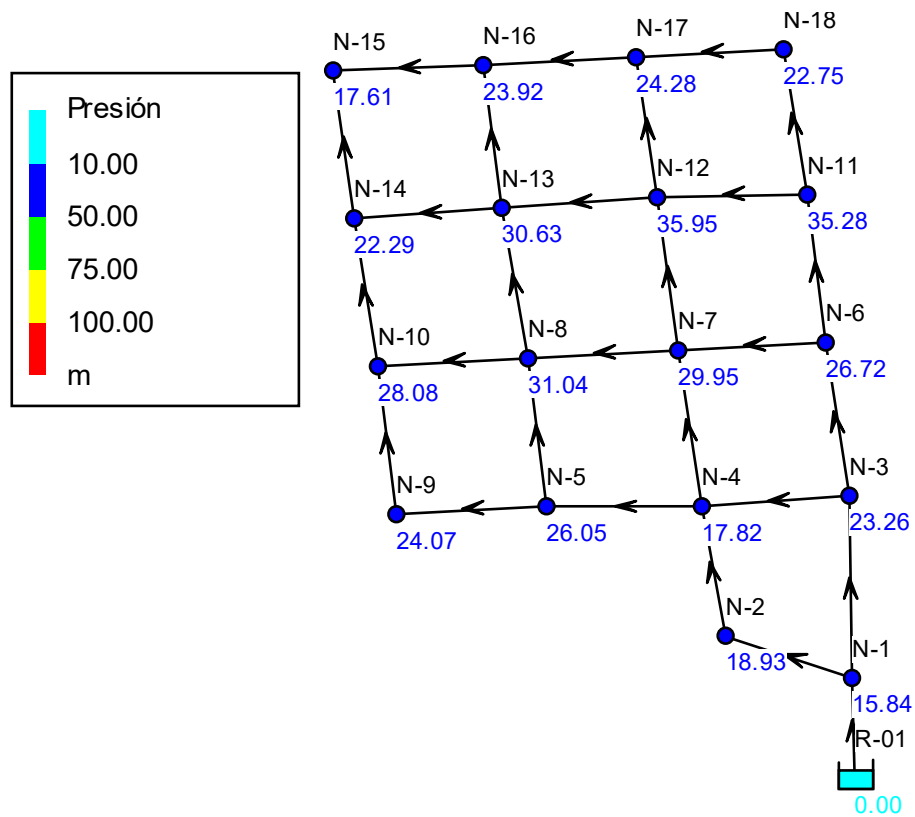 N-15
N-16
N-17
N-18
17.61
23.92
24.28
22.75
Presión
10.00
50.00
75.00
100.00
m
N-14
N-13
N-12
N-11
22.29
30.63
35.95
35.28
N-10
N-8
N-7
N-6
28.08
31.04
29.95
26.72
N-9
N-5
N-4
N-3
24.07
26.05
17.82
23.26
N-2
18.93
N-1
15.84
R-01
0.00